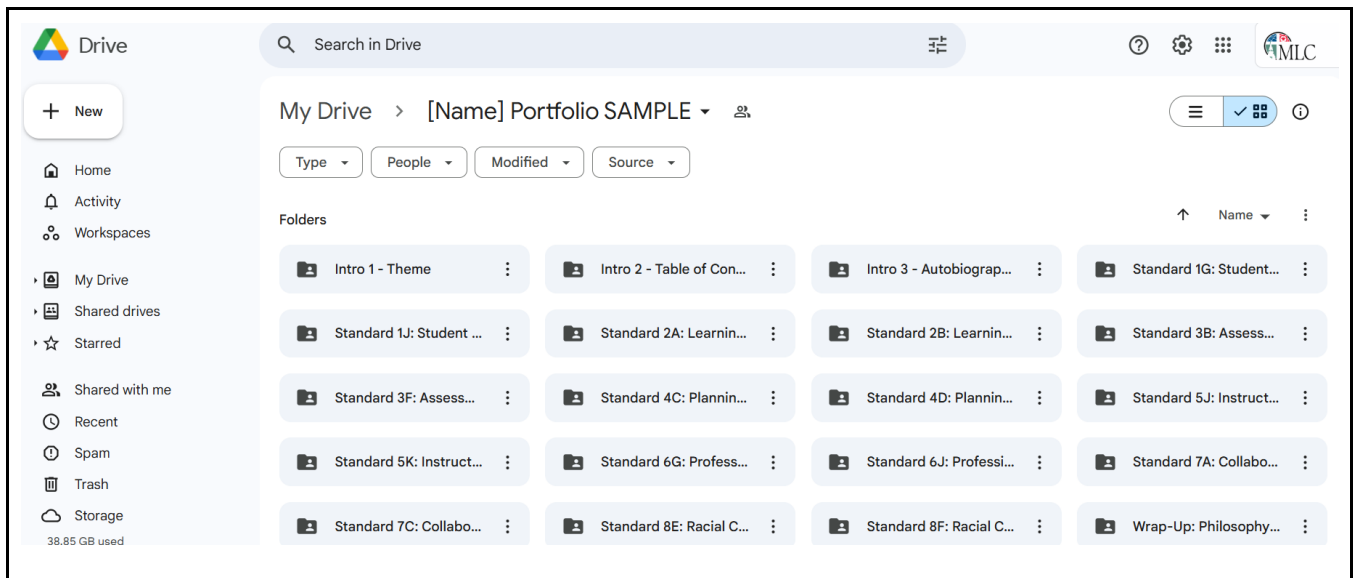 Drive
Search in Drive
MLC
New
My Drive > [Name] Portfolio SAMPLE
Type People Modified Source
Home
Activity
Workspaces
My Drive
Shared drives
Starred
Shared with me
Recent
Spam
Trash
Storage
38.85 GB used
Folders Name
Intro 1 - Theme Intro 2 - Table of Con... Intro 3 - Autobiograp... Standard 1G: Student...
Standard 1J: Student ... Standard 2A: Learnin... Standard 2B: Learnin... Standard 3B: Assess...
Standard 3F: Assess... Standard 4C: Plannin... Standard 4D: Plannin... Standard 5J: Instruct...
Standard 5K: Instruct... Standard 6G: Profess... Standard 6J: Professi... Standard 7A: Collabo...
Standard 7C: Collabo... Standard 8E: Racial C... Standard 8F: Racial C... Wrap-Up: Philosophy...